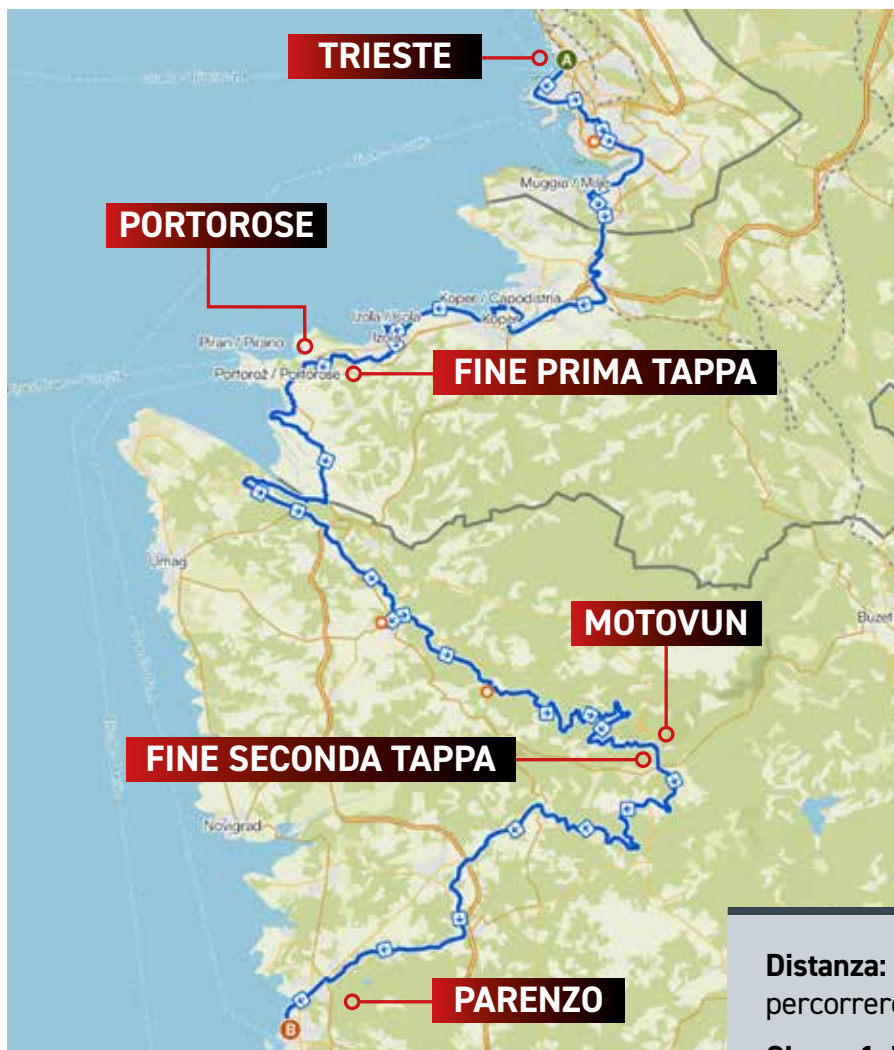 TRIESTE
A
Muggia / Milje
PORTOROSE
Koper / Capodistria
Izola / Isola
Koper
Izola
Piran / Pirano
Portorož / Portorose
FINE PRIMA TAPPA
Umag
MOTOVUN
Buzet
FINE SECONDA TAPPA
Novigrad
Distanza:
PARENZO
B